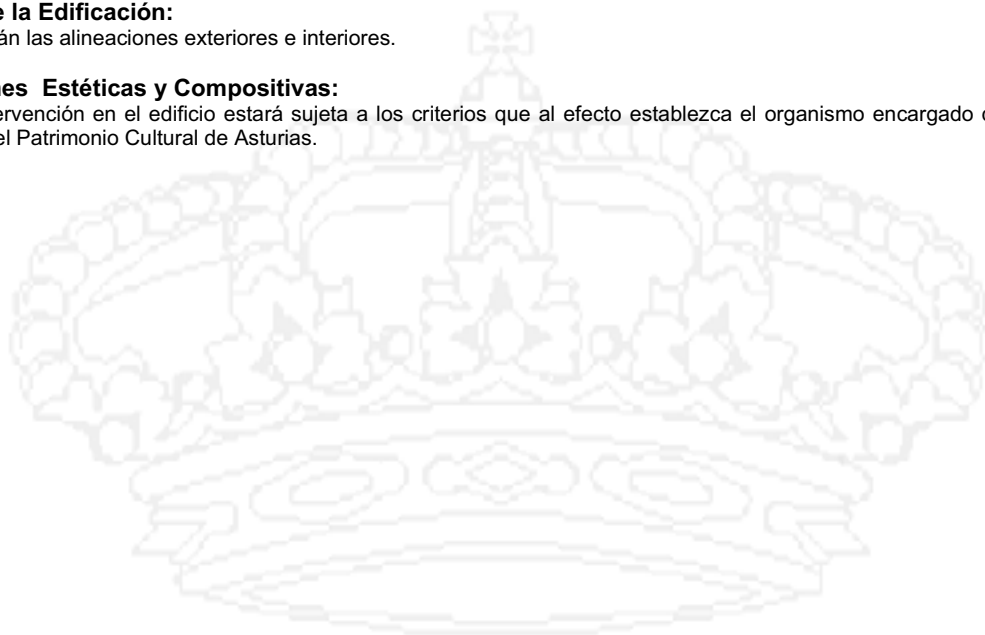 e la Edificación:
án las alineaciones exteriores e interiores.
nes Estéticas y Compositivas:
ervención en el edificio estará sujeta a los criterios que al efecto establezca el organismo encargado
el Patrimonio Cultural de Asturias.